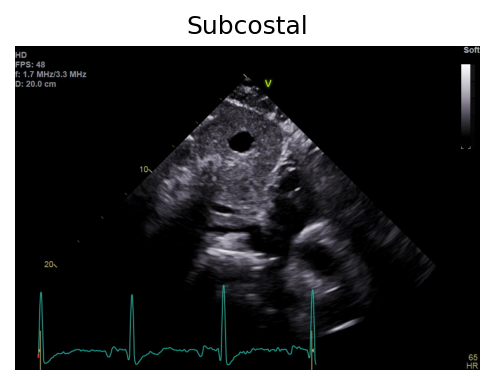 Subcostal
HD
FPS: 48
f: 1.7 MHz/3.3 MHz
D: 20.0 cm
Soft
V
10
20
65
HR